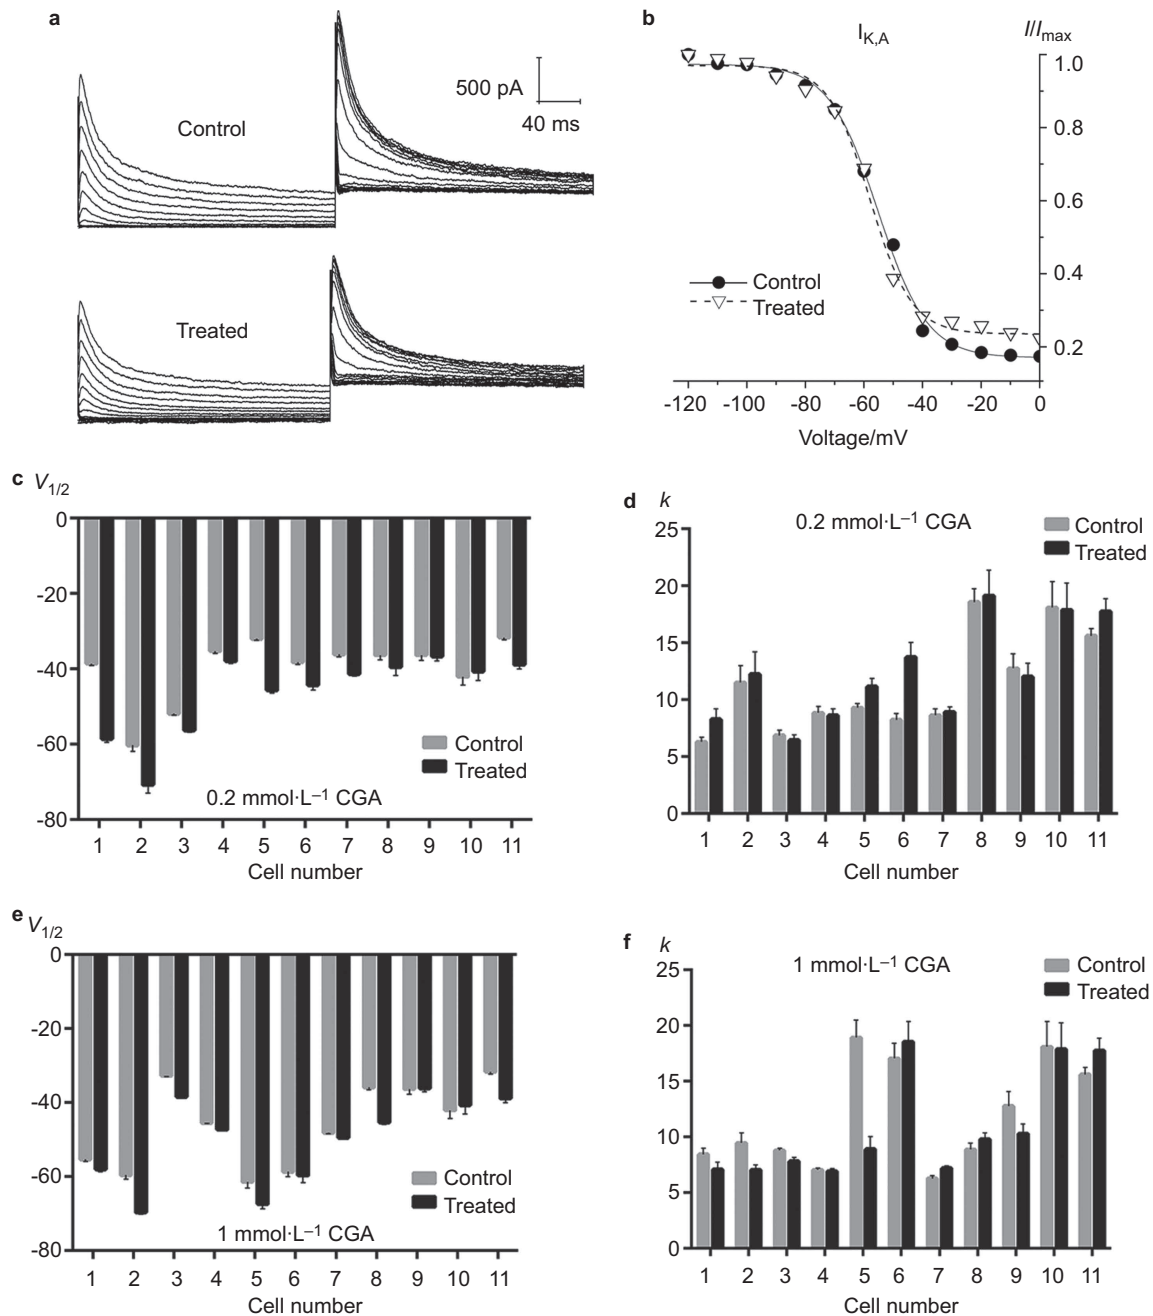 a
500 pA
40 ms
Control
Treated
b
I_K,A
I/I_max
1.0
0.8
0.6
0.4
0.2
Control
Treated
-120 -100 -80 -60 -40 -20 0
Voltage/mV
c V_1/2
0
-20
-40
-60
-80
Control
Treated
0.2 mmol·L⁻¹ CGA
1 2 3 4 5 6 7 8 9 10 11
Cell number
d k
0.2 mmol·L⁻¹ CGA
Control
Treated
25
20
15
10
5
0
1 2 3 4 5 6 7 8 9 10 11
Cell number
e V_1/2
0
-20
-40
-60
-80
Control
Treated
1 mmol·L⁻¹ CGA
1 2 3 4 5 6 7 8 9 10 11
Cell number
f k
1 mmol·L⁻¹ CGA
Control
Treated
25
20
15
10
5
0
1 2 3 4 5 6 7 8 9 10 11
Cell number